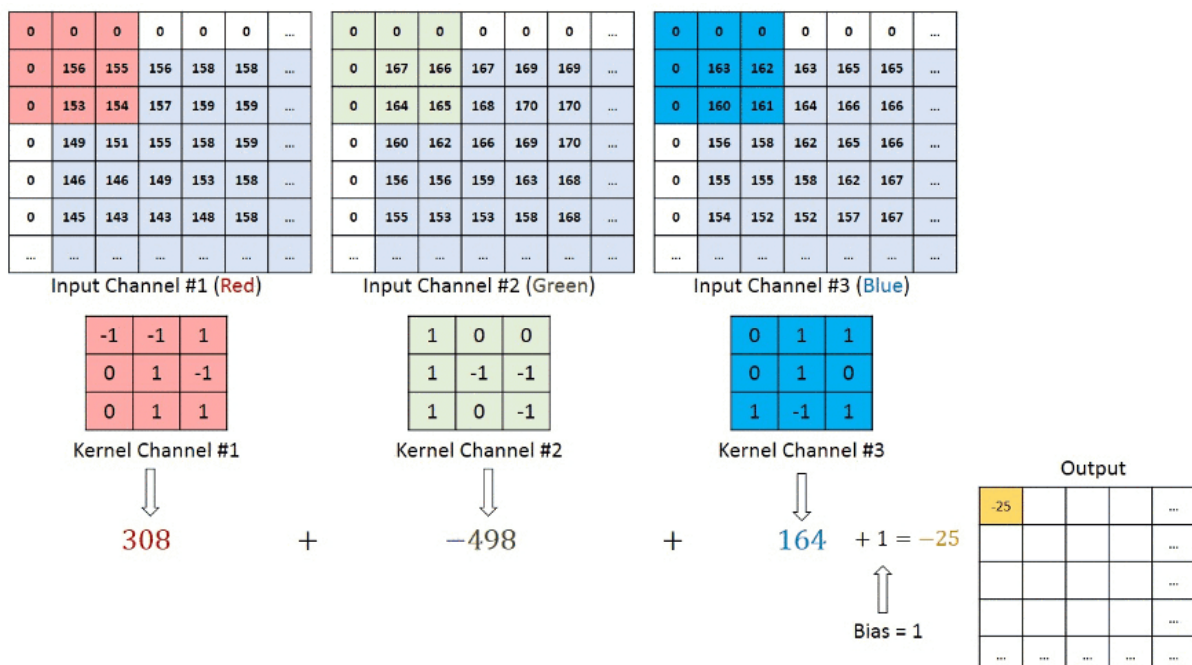 0 0 0 0 0 0 ...
0 156 155 156 158 158 ...
0 153 154 157 159 159 ...
0 149 151 155 158 159 ...
0 146 146 149 153 158 ...
0 145 143 143 148 158 ...
... ... ... ... ... ... ...
Input Channel #1 (Red)
0 0 0 0 0 0 ...
0 167 166 167 169 169 ...
0 164 165 168 170 170 ...
0 160 162 166 169 170 ...
0 156 156 159 163 168 ...
0 155 153 153 158 168 ...
... ... ... ... ... ... ...
Input Channel #2 (Green)
0 0 0 0 0 0 ...
0 163 162 163 165 165 ...
0 160 161 164 166 166 ...
0 156 158 162 165 166 ...
0 155 155 158 162 167 ...
0 154 152 152 157 167 ...
... ... ... ... ... ... ...
Input Channel #3 (Blue)
-1 -1 1
0 1 -1
0 1 1
Kernel Channel #1
1 0 0
1 -1 -1
1 0 -1
Kernel Channel #2
0 1 1
0 1 0
1 -1 1
Kernel Channel #3
308 + −498 + 164 + 1 = −25
Bias = 1
Output
-25 ...
...
...
...
... ... ... ... ...